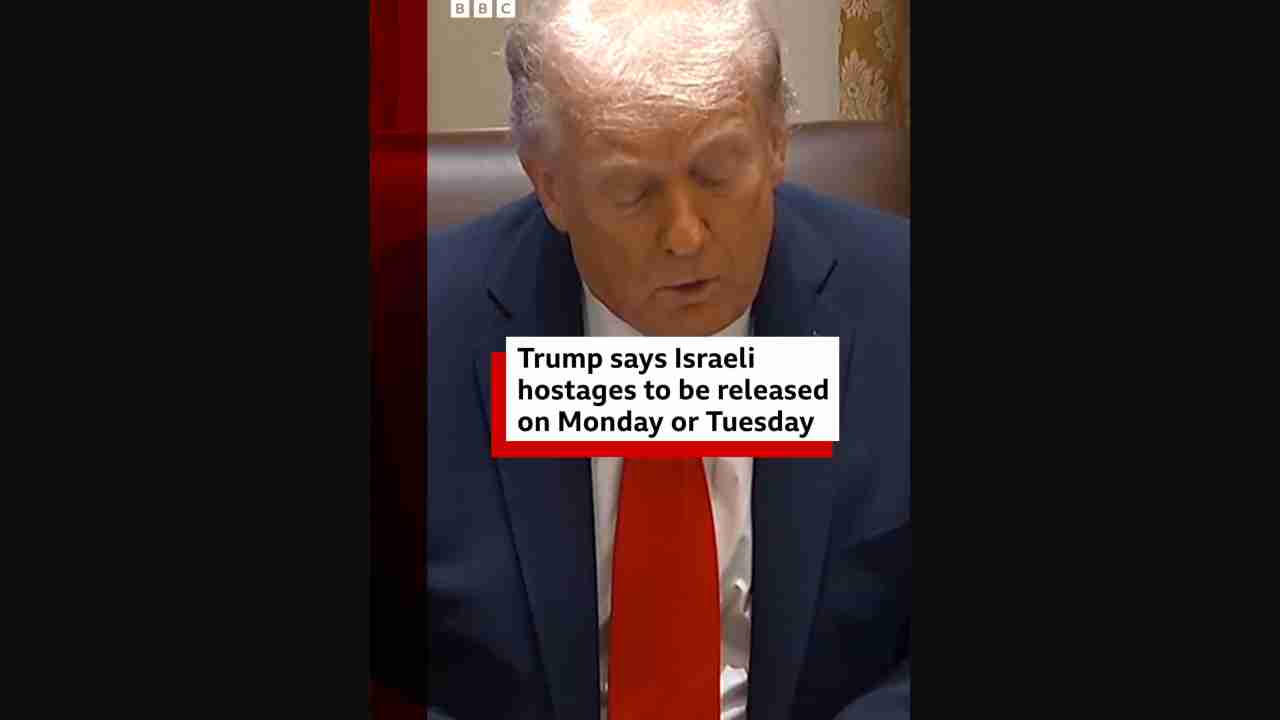 BBC
Trump says Israeli
hostages to be released
on Monday or Tuesday